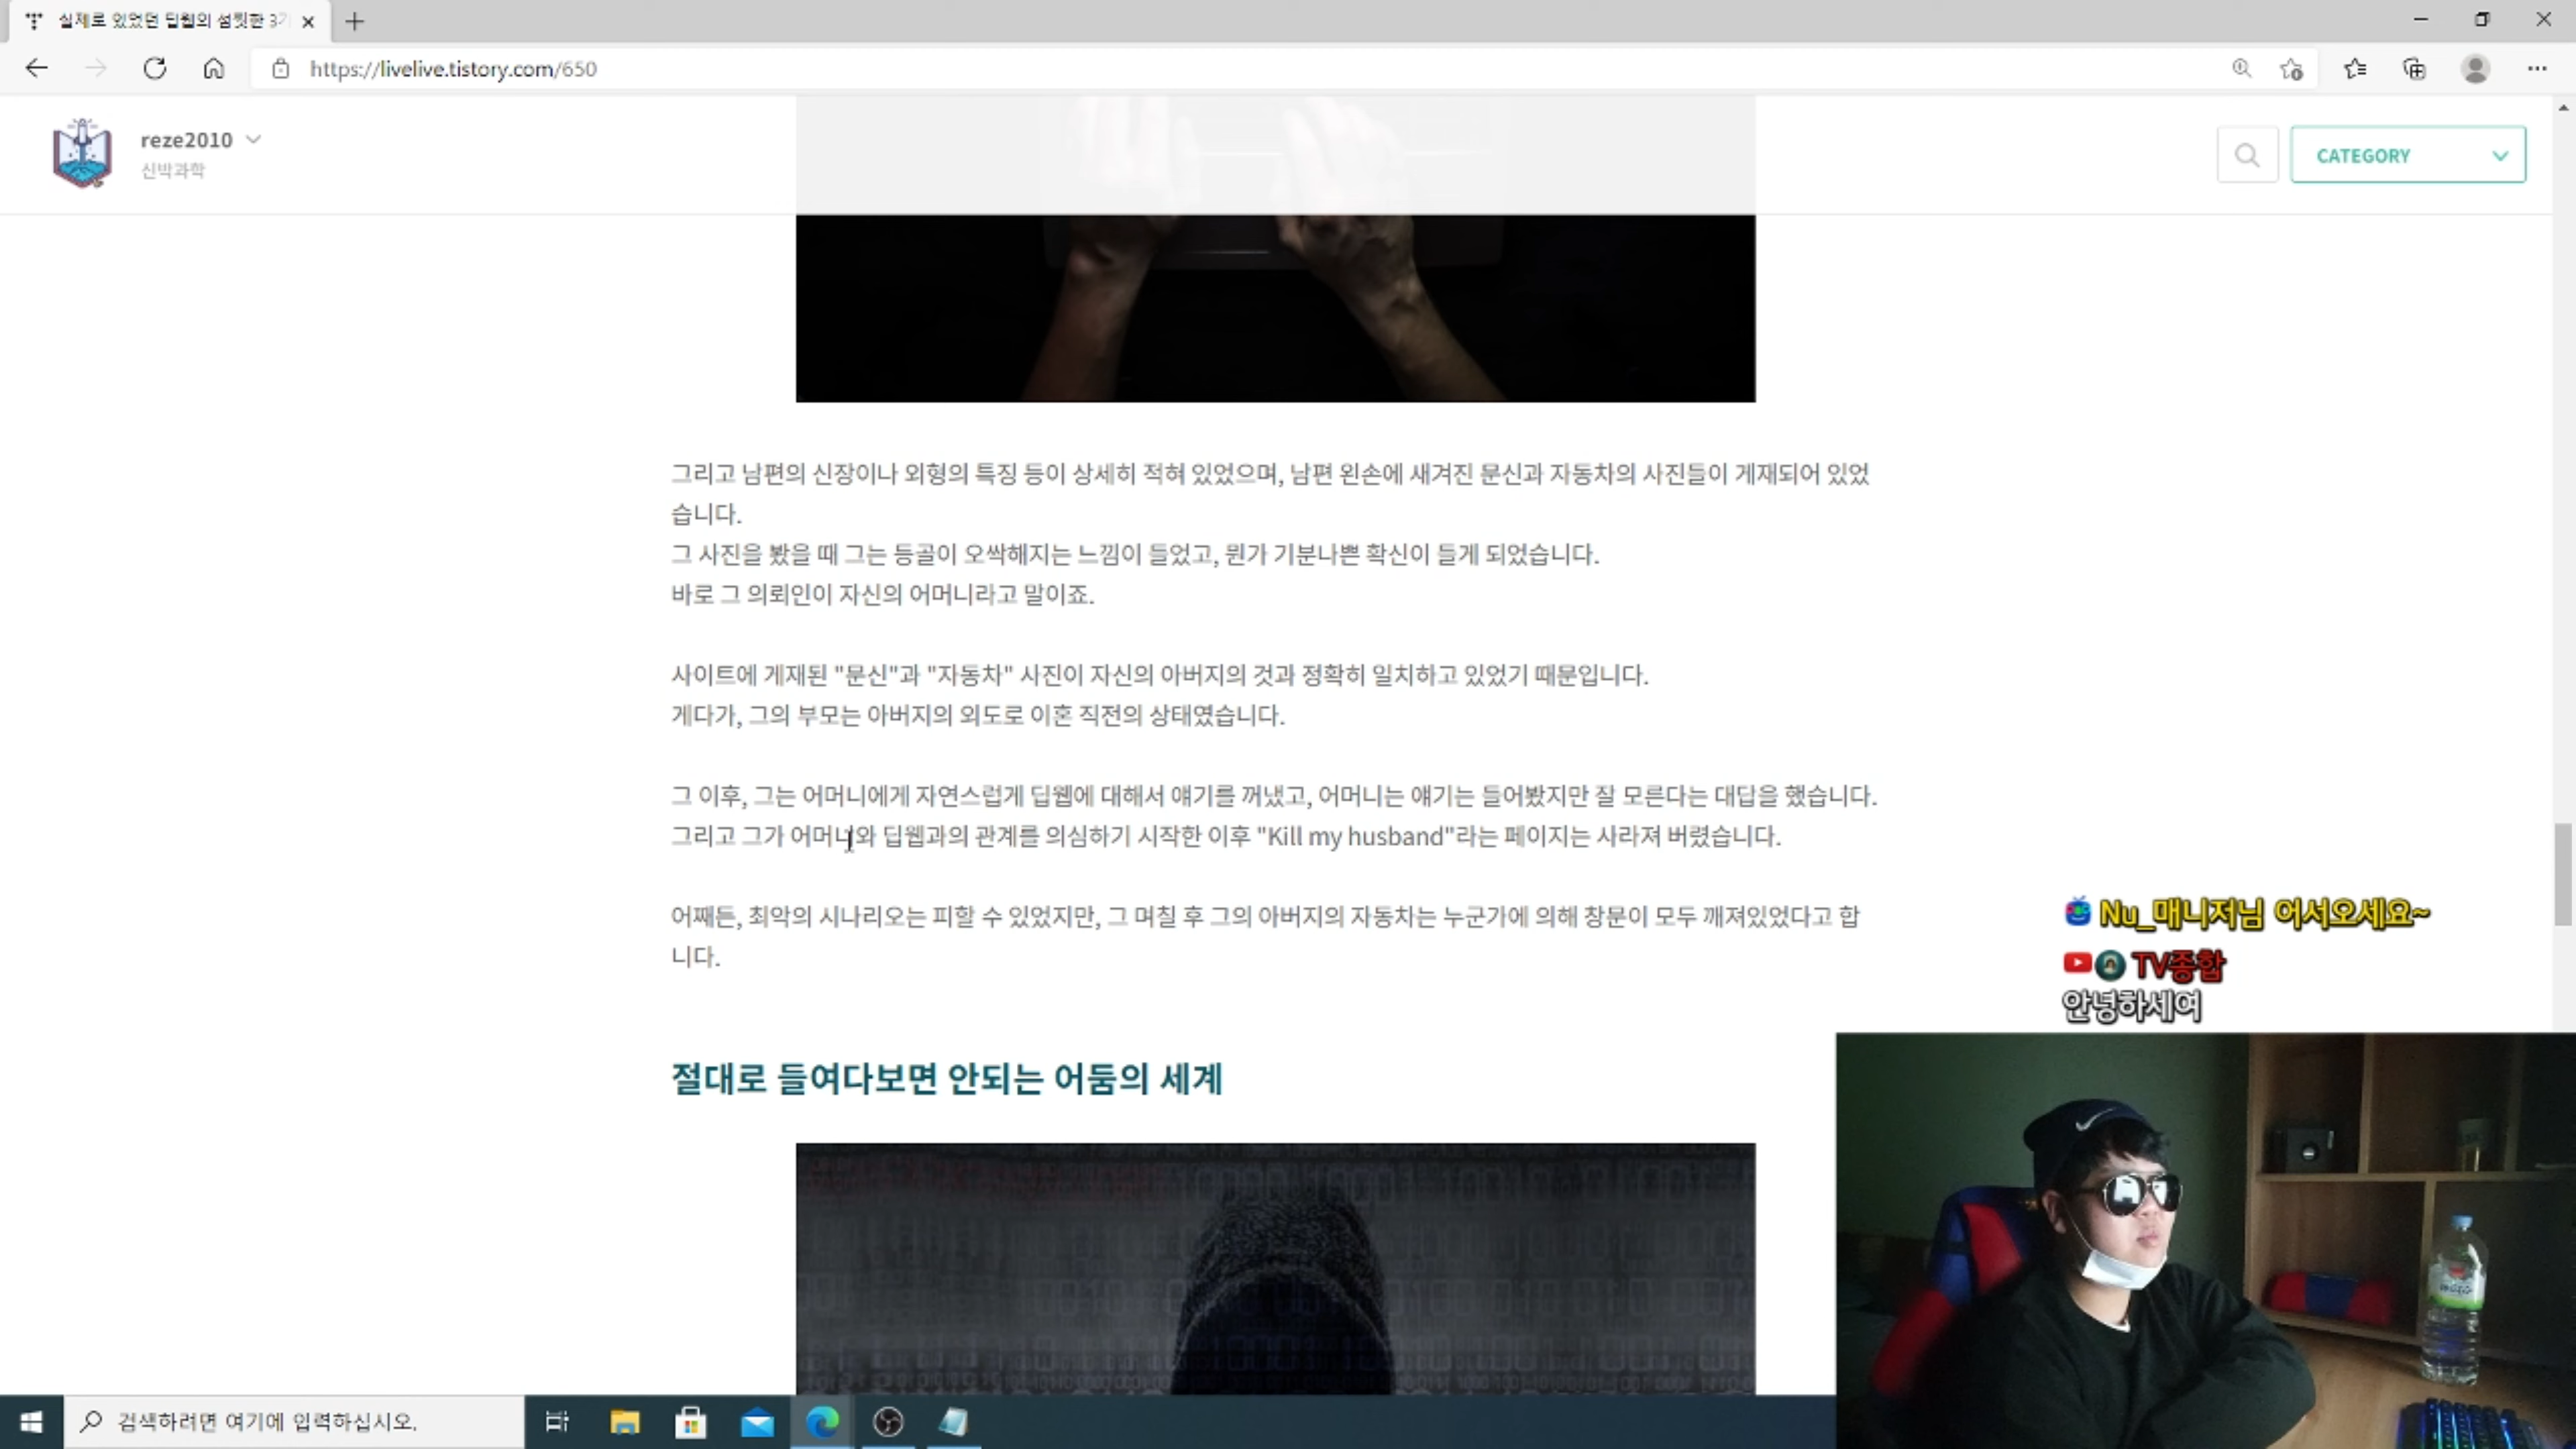 실제로 있었던 딥웹의 섬찟한 3가
https://livelive.tistory.com/650
reze2010
신박과학
CATEGORY
그리고 남편의 신장이나 외형의 특징 등이 상세히 적혀 있었으며, 남편 왼손에 새겨진 문신과 자동차의 사진들이 게재되어 있었
습니다.
그 사진을 봤을 때 그는 등골이 오싹해지는 느낌이 들었고, 뭔가 기분나쁜 확신이 들게 되었습니다.
바로 그 의뢰인이 자신의 어머니라고 말이죠.
사이트에 게재된 "문신"과 "자동차" 사진이 자신의 아버지의 것과 정확히 일치하고 있었기 때문입니다.
게다가, 그의 부모는 아버지의 외도로 이혼 직전의 상태였습니다.
그 이후, 그는 어머니에게 자연스럽게 딥웹에 대해서 얘기를 꺼냈고, 어머니는 얘기는 들어봤지만 잘 모른다는 대답을 했습니다.
그리고 그가 어머니와 딥웹과의 관계를 의심하기 시작한 이후 "Kill my husband"라는 페이지는 사라져 버렸습니다.
어째든, 최악의 시나리오는 피할 수 있었지만, 그 며칠 후 그의 아버지의 자동차는 누군가에 의해 창문이 모두 깨져있었다고 합
니다.
Nu_매니저님 어서오세요~
TV종합
안녕하세여
절대로 들여다보면 안되는 어둠의 세계
검색하려면 여기에 입력하십시오.